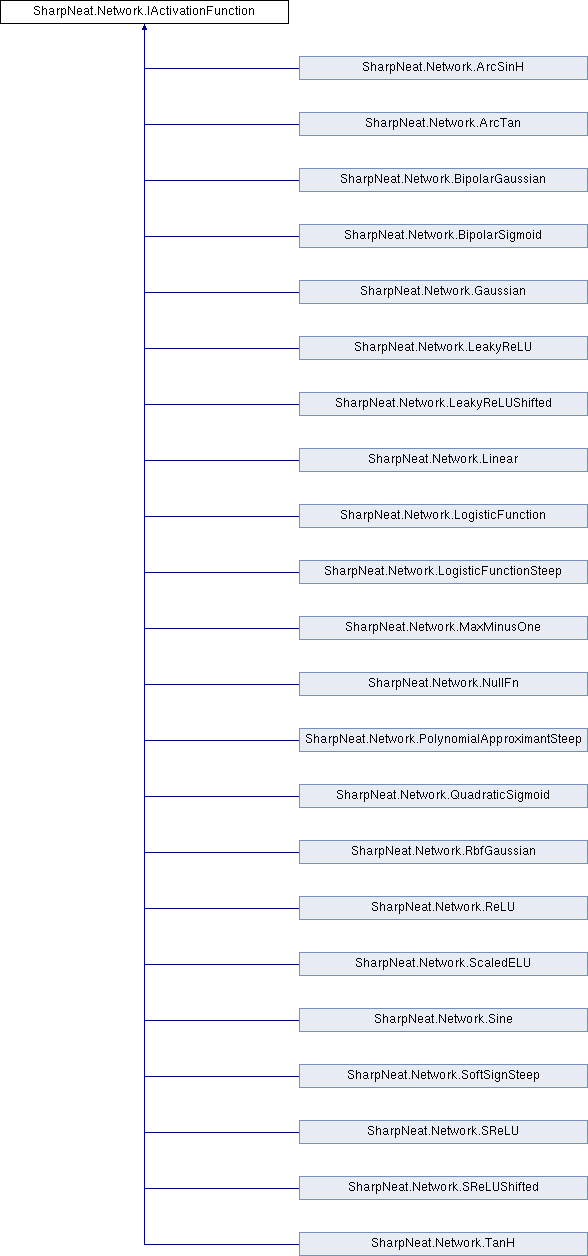 SharpNeat.Network.IActivationFunction
SharpNeat.Network.ArcSinH
SharpNeat.Network.ArcTan
SharpNeat.Network.BipolarGaussian
SharpNeat.Network.BipolarSigmoid
SharpNeat.Network.Gaussian
SharpNeat.Network.LeakyReLU
SharpNeat.Network.LeakyReLUShifted
SharpNeat.Network.Linear
SharpNeat.Network.LogisticFunction
SharpNeat.Network.LogisticFunctionSteep
SharpNeat.Network.MaxMinusOne
SharpNeat.Network.NullFn
SharpNeat.Network.PolynomialApproximantSteep
SharpNeat.Network.QuadraticSigmoid
SharpNeat.Network.RbfGaussian
SharpNeat.Network.ReLU
SharpNeat.Network.ScaledELU
SharpNeat.Network.Sine
SharpNeat.Network.SoftSignSteep
SharpNeat.Network.SReLU
SharpNeat.Network.SReLUShifted
SharpNeat.Network.TanH